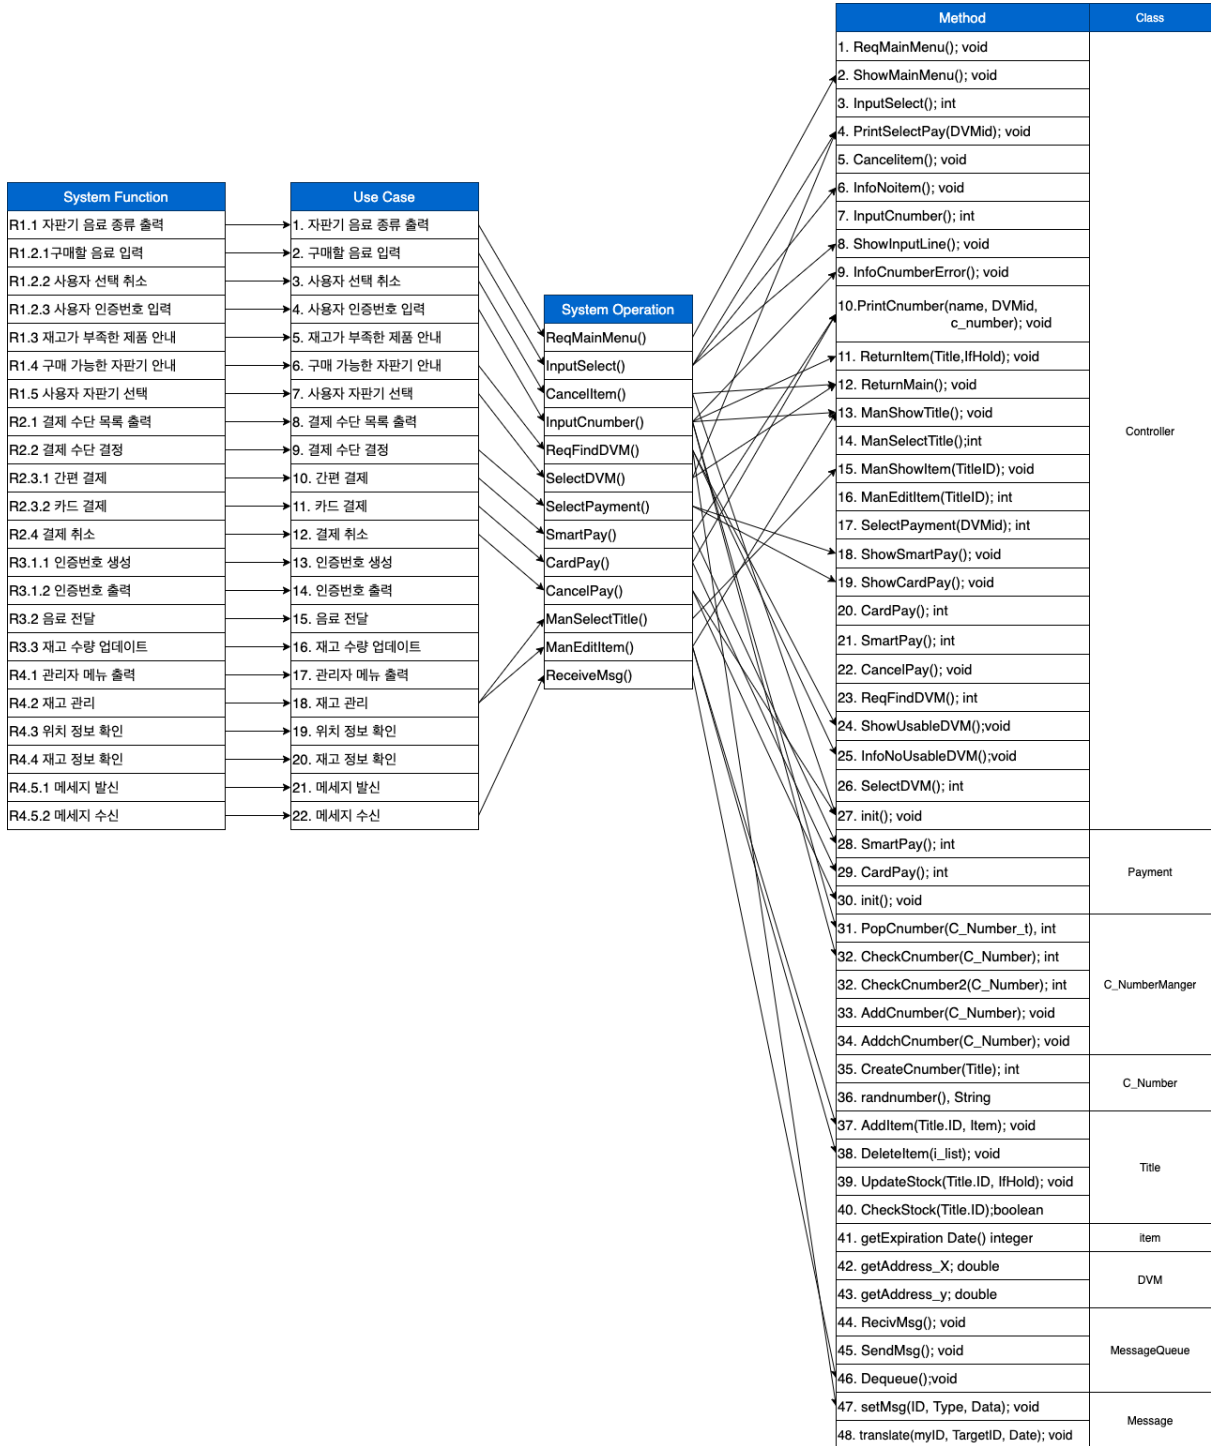 Method
Class
1. ReqMainMenu(); void
2. ShowMainMenu(); void
3. InputSelect(); int
4. PrintSelectPay(DVMid); void
5. Cancelitem(); void
6. InfoNoitem(); void
7. InputCnumber(); int
8. ShowInputLine(); void
9. InfoCnumberError(); void
10.PrintCnumber(name, DVMid,
c_number); void
11. ReturnItem(Title,IfHold); void
12. ReturnMain(); void
13. ManShowTitle(); void
14. ManSelectTitle();int
15. ManShowItem(TitleID); void
16. ManEditItem(TitleID); int
17. SelectPayment(DVMid); int
18. ShowSmartPay(); void
19. ShowCardPay(); void
20. CardPay(); int
21. SmartPay(); int
22. CancelPay(); void
23. ReqFindDVM(); int
24. ShowUsableDVM();void
25. InfoNoUsableDVM();void
26. SelectDVM(); int
27. init(); void
Controller
28. SmartPay(); int
29. CardPay(); int
30. init(); void
Payment
31. PopCnumber(C_Number_t), int
32. CheckCnumber(C_Number); int
32. CheckCnumber2(C_Number); int
33. AddCnumber(C_Number); void
34. AddchCnumber(C_Number); void
C_NumberManger
35. CreateCnumber(Title); int
36. randnumber(), String
C_Number
37. AddItem(Title.ID, Item); void
38. DeleteItem(i_list); void
39. UpdateStock(Title.ID, IfHold); void
40. CheckStock(Title.ID);boolean
Title
41. getExpiration Date() integer
item
42. getAddress_X; double
43. getAddress_y; double
DVM
44. RecivMsg(); void
45. SendMsg(); void
46. Dequeue();void
MessageQueue
47. setMsg(ID, Type, Data); void
48. translate(myID, TargetID, Date); void
Message
System Function
R1.1 자판기 음료 종류 출력
R1.2.1구매할 음료 입력
R1.2.2 사용자 선택 취소
R1.2.3 사용자 인증번호 입력
R1.3 재고가 부족한 제품 안내
R1.4 구매 가능한 자판기 안내
R1.5 사용자 자판기 선택
R2.1 결제 수단 목록 출력
R2.2 결제 수단 결정
R2.3.1 간편 결제
R2.3.2 카드 결제
R2.4 결제 취소
R3.1.1 인증번호 생성
R3.1.2 인증번호 출력
R3.2 음료 전달
R3.3 재고 수량 업데이트
R4.1 관리자 메뉴 출력
R4.2 재고 관리
R4.3 위치 정보 확인
R4.4 재고 정보 확인
R4.5.1 메세지 발신
R4.5.2 메세지 수신
Use Case
1. 자판기 음료 종류 출력
2. 구매할 음료 입력
3. 사용자 선택 취소
4. 사용자 인증번호 입력
5. 재고가 부족한 제품 안내
6. 구매 가능한 자판기 안내
7. 사용자 자판기 선택
8. 결제 수단 목록 출력
9. 결제 수단 결정
10. 간편 결제
11. 카드 결제
12. 결제 취소
13. 인증번호 생성
14. 인증번호 출력
15. 음료 전달
16. 재고 수량 업데이트
17. 관리자 메뉴 출력
18. 재고 관리
19. 위치 정보 확인
20. 재고 정보 확인
21. 메세지 발신
22. 메세지 수신
System Operation
ReqMainMenu()
InputSelect()
CancelItem()
InputCnumber()
ReqFindDVM()
SelectDVM()
SelectPayment()
SmartPay()
CardPay()
CancelPay()
ManSelectTitle()
ManEditItem()
ReceiveMsg()